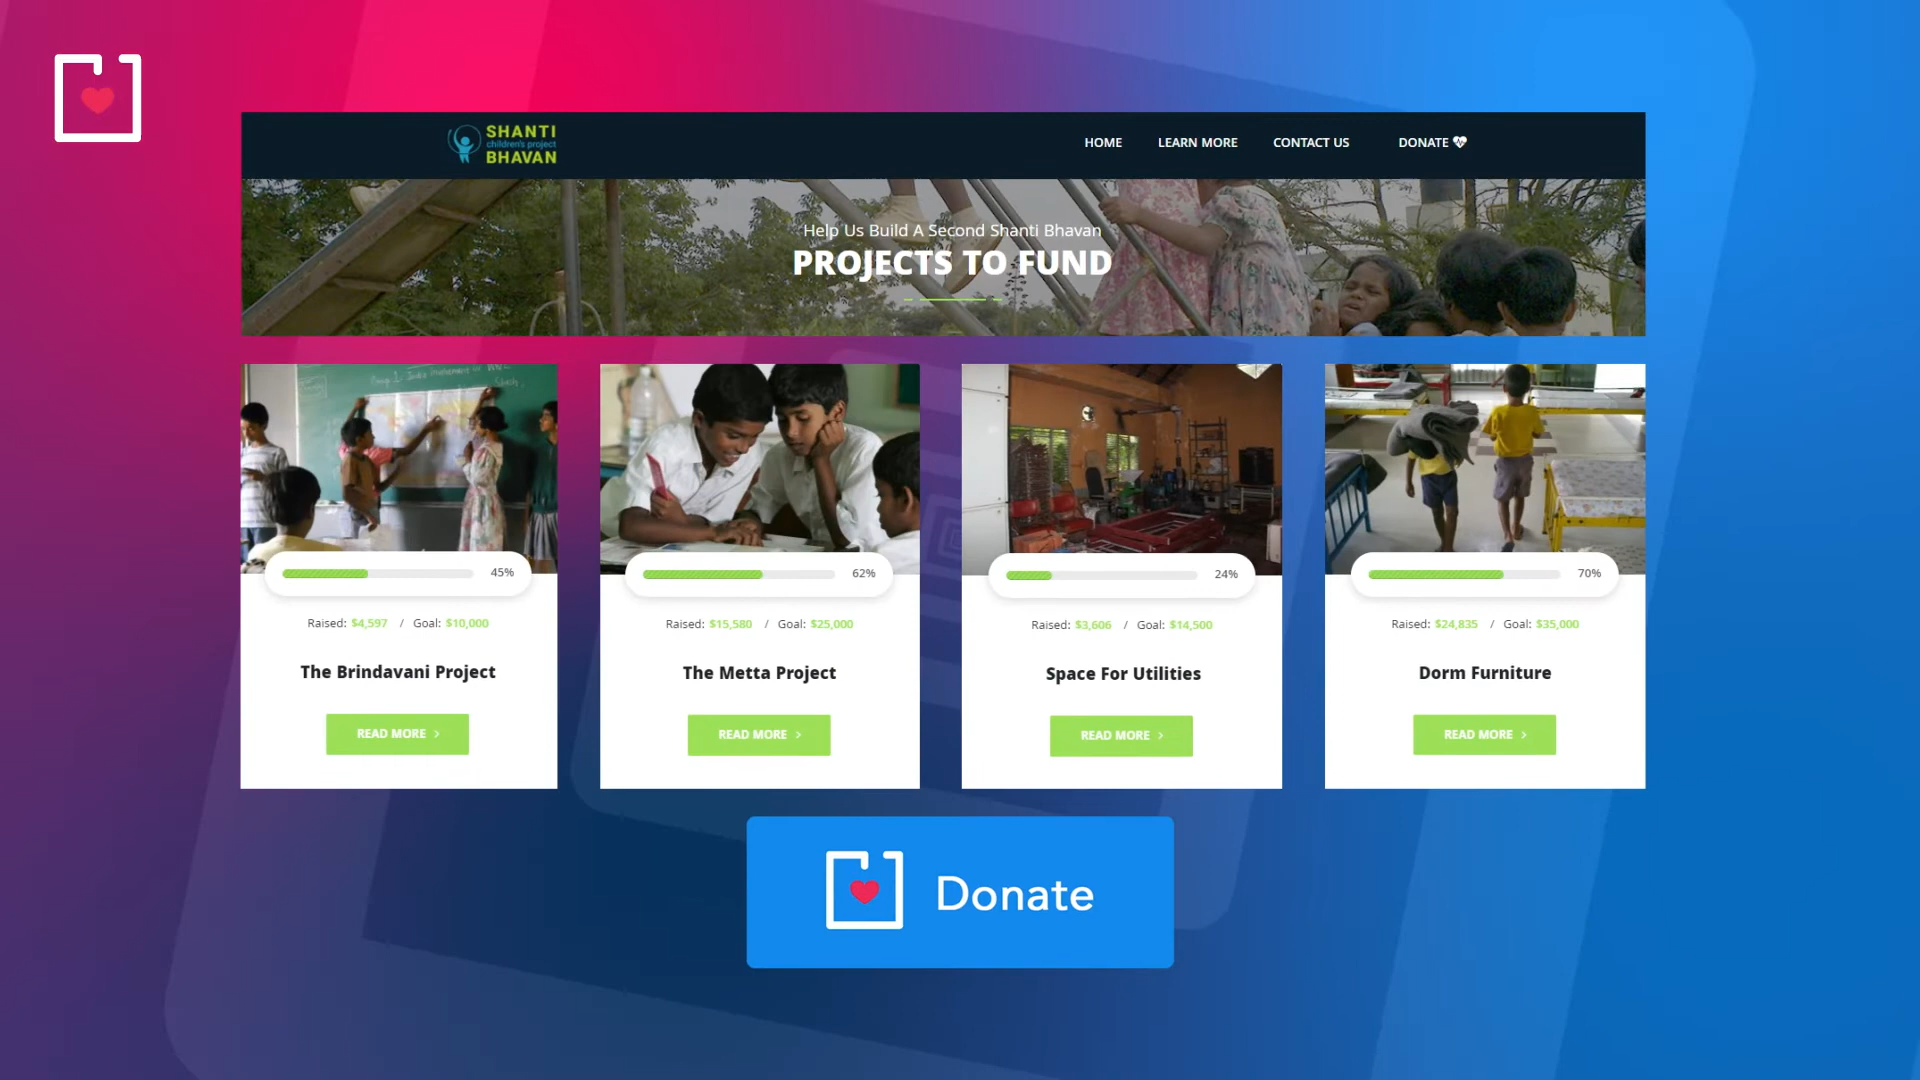 SHANTI
children's project
BHAVAN
HOME LEARN MORE CONTACT US DONATE
Help Us Build A Second Shanti Bhavan
PROJECTS TO FUND
45%
Raised: $4,597 / Goal: $10,000
The Brindavani Project
READ MORE >
62%
Raised: $15,580 / Goal: $25,000
The Metta Project
READ MORE >
24%
Raised: $3,606 / Goal: $14,500
Space For Utilities
READ MORE >
70%
Raised: $24,835 / Goal: $35,000
Dorm Furniture
READ MORE >
Donate